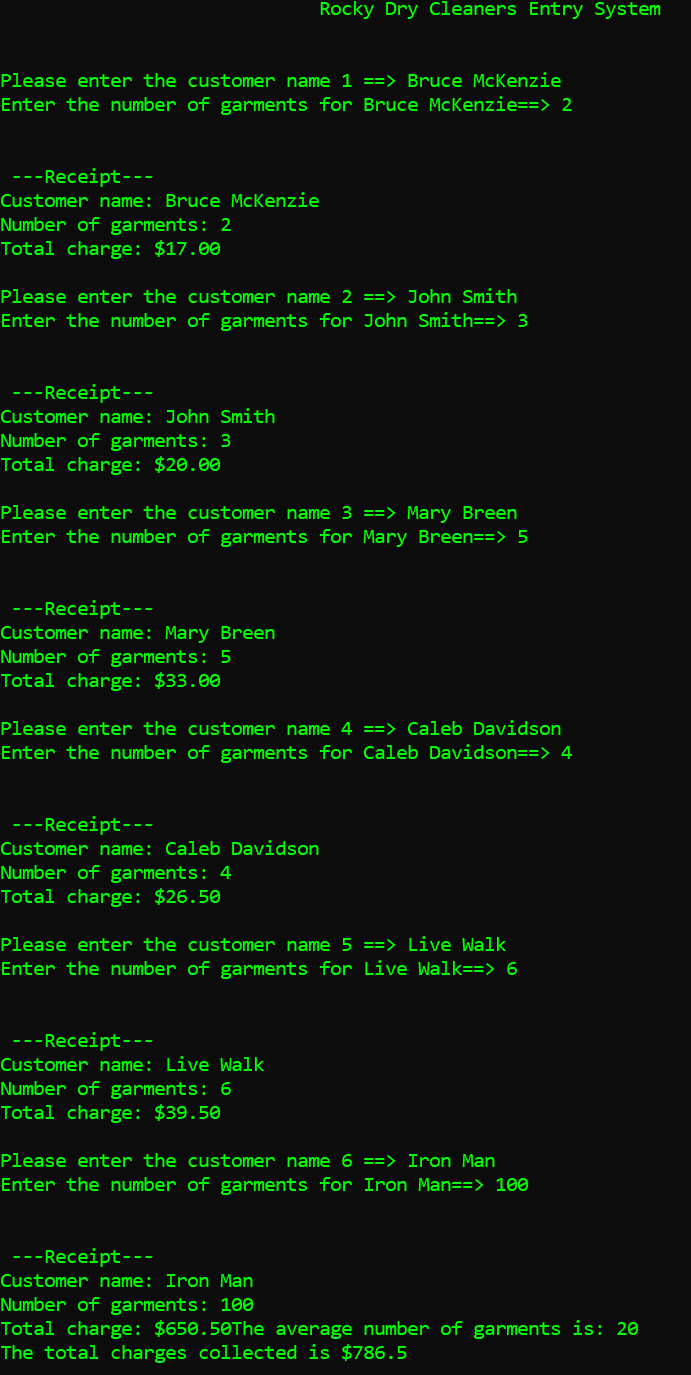 Rocky Dry Cleaners Entry System
Please enter the customer name 1 ==> Bruce McKenzie
Enter the number of garments for Bruce McKenzie==> 2
---Receipt---
Customer name: Bruce McKenzie
Number of garments: 2
Total charge: $17.00
Please enter the customer name 2 ==> John Smith
Enter the number of garments for John Smith==> 3
---Receipt---
Customer name: John Smith
Number of garments: 3
Total charge: $20.00
Please enter the customer name 3 ==> Mary Breen
Enter the number of garments for Mary Breen==> 5
---Receipt---
Customer name: Mary Breen
Number of garments: 5
Total charge: $33.00
Please enter the customer name 4 ==> Caleb Davidson
Enter the number of garments for Caleb Davidson==> 4
---Receipt---
Customer name: Caleb Davidson
Number of garments: 4
Total charge: $26.50
Please enter the customer name 5 ==> Live Walk
Enter the number of garments for Live Walk==> 6
---Receipt---
Customer name: Live Walk
Number of garments: 6
Total charge: $39.50
Please enter the customer name 6 ==> Iron Man
Enter the number of garments for Iron Man==> 100
---Receipt---
Customer name: Iron Man
Number of garments: 100
Total charge: $650.50The average number of garments is: 20
The total charges collected is $786.5